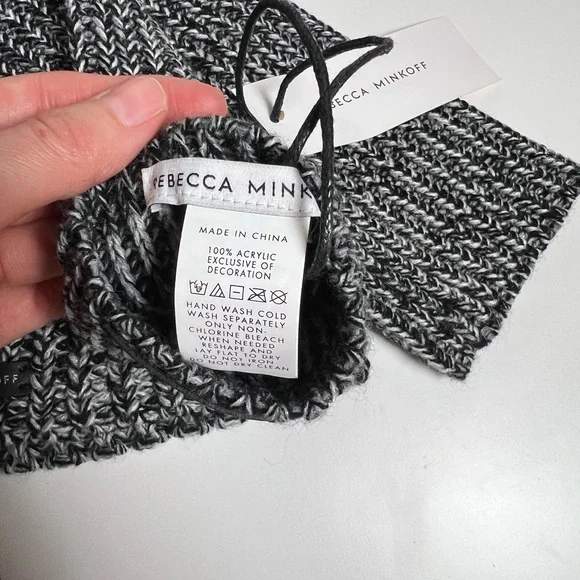 BECCA MINKOFF
REBECCA MINK
MADE IN CHINA
100% ACRYLIC
EXCLUSIVE OF
DECORATION
HAND WASH COLD
WASH SEPARATELY
ONLY NON-
CHLORINE BLEACH
WHEN NEEDED
RESHAPE AND
LAY FLAT TO DRY
DO NOT IRON
DO NOT DRY CLEAN
OFF